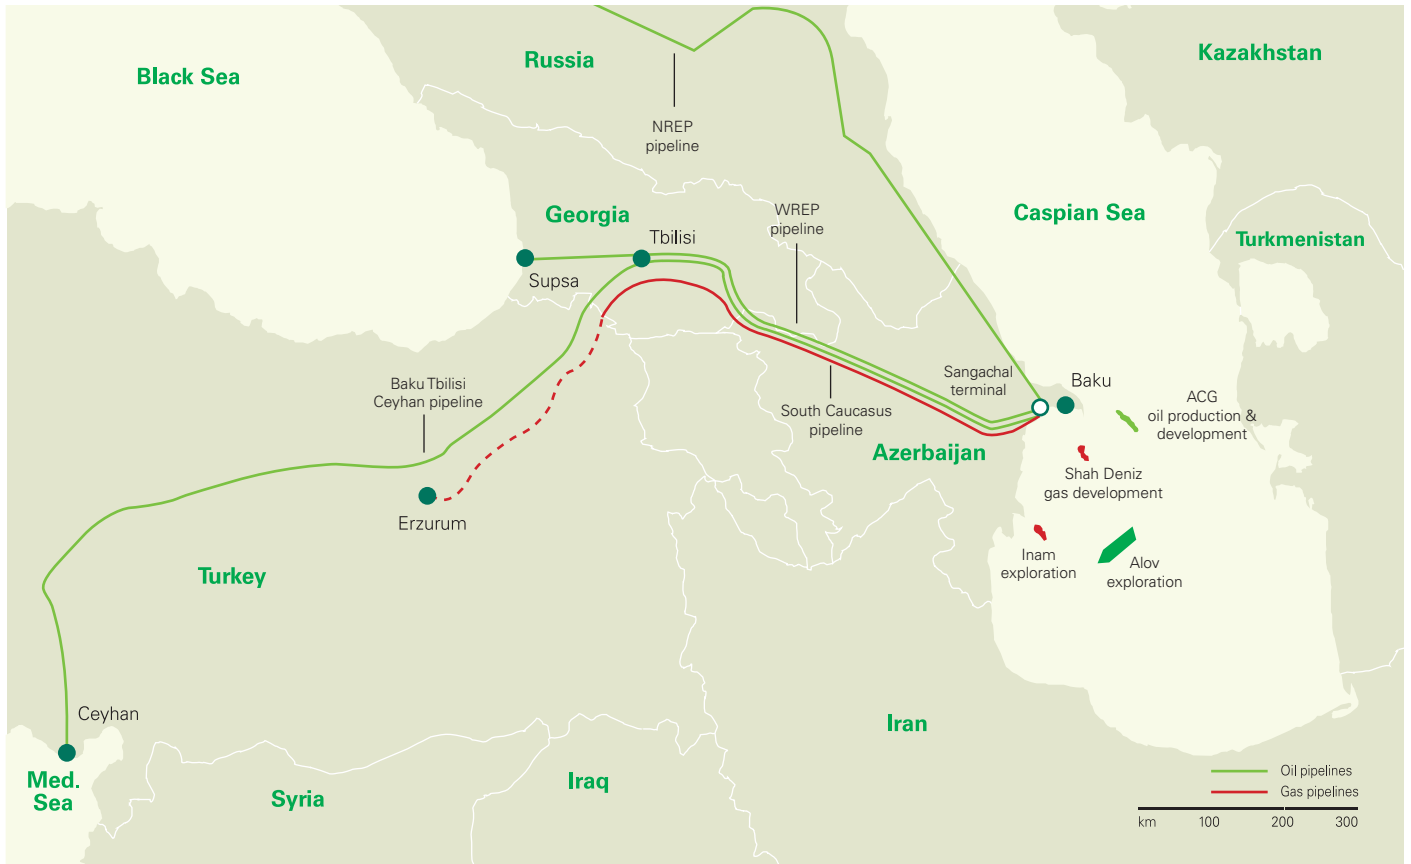 Black Sea
Russia
Kazakhstan
NREP
pipeline
Caspian Sea
Georgia
WREP
pipeline
Tbilisi
Turkmenistan
Supsa
Baku Tbilisi
Ceyhan pipeline
Sangachal
terminal
Baku
ACG
oil production &
development
South Caucasus
pipeline
Azerbaijan
Shah Deniz
gas development
Erzurum
Inam
exploration
Alov
exploration
Turkey
Ceyhan
Iran
Med.
Sea
Syria
Iraq
Oil pipelines
Gas pipelines
km 100 200 300